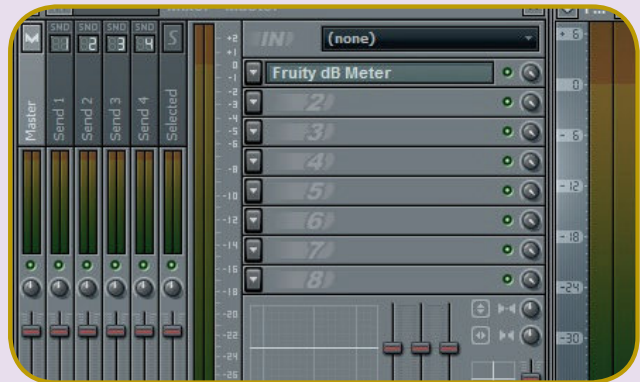 M
SND 1
SND 2
SND 3
SND 4
S
Master
Send 1
Send 2
Send 3
Send 4
Selected
+2
+1
0
-1
-2
-3
-4
-5
-6
-8
-10
-12
-14
-16
-18
-20
-22
-24
-26
IN
(none)
Fruity dB Meter
2
3
4
5
6
7
8
+ 6
0
- 6
- 12
- 18
-24
-30